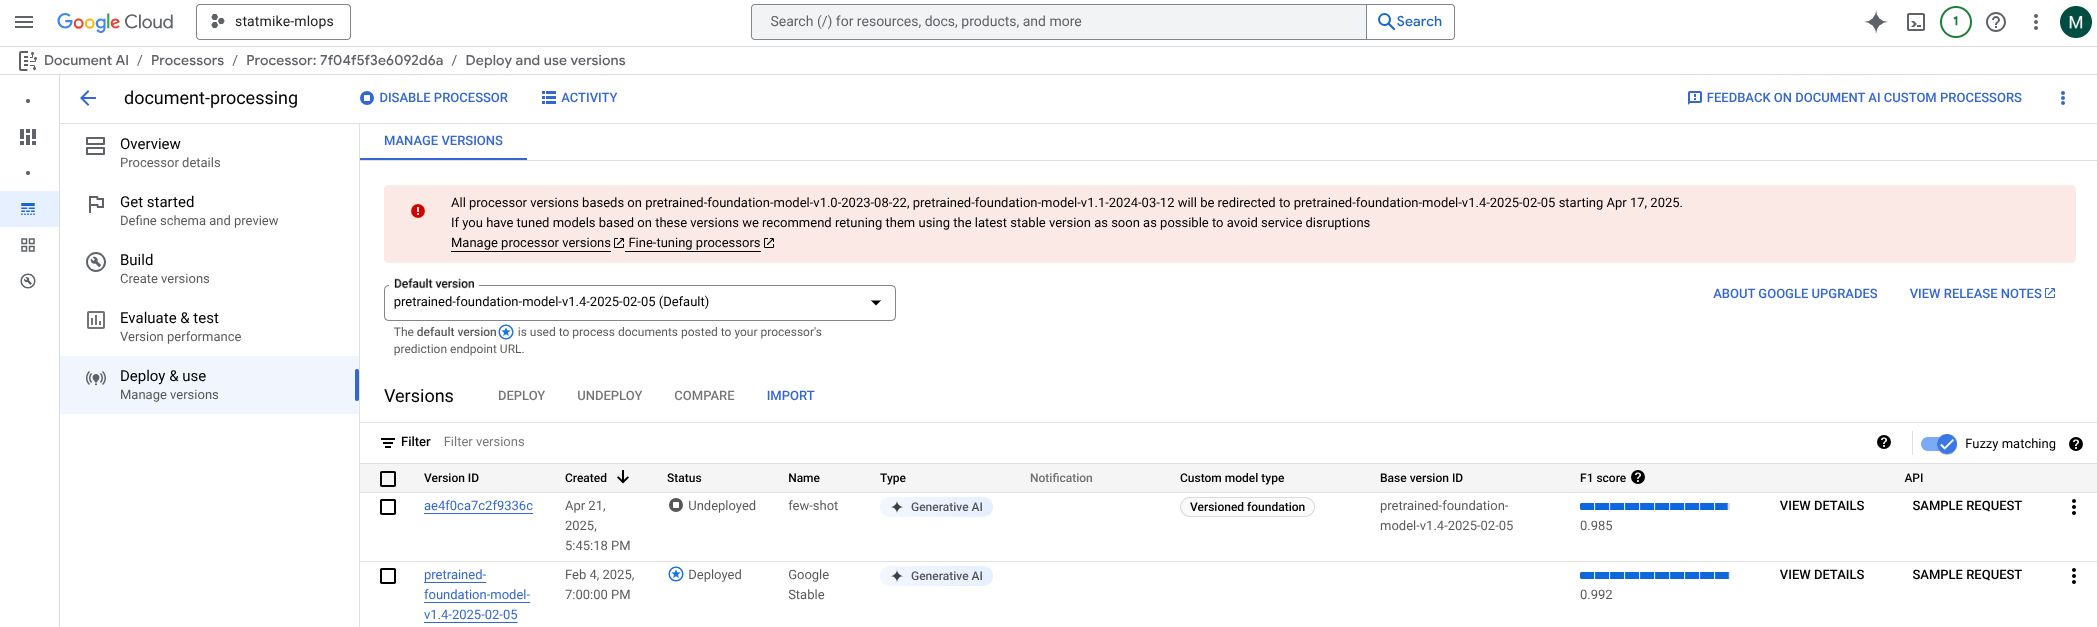 Google Cloud
statmike-mlops
Search (/) for resources, docs, products, and more
Search
1
M
Document AI / Processors / Processor: 7f04f5f3e6092d6a / Deploy and use versions
document-processing
DISABLE PROCESSOR
ACTIVITY
FEEDBACK ON DOCUMENT AI CUSTOM PROCESSORS
Overview
Processor details
Get started
Define schema and preview
Build
Create versions
Evaluate & test
Version performance
Deploy & use
Manage versions
MANAGE VERSIONS
All processor versions baseds on pretrained-foundation-model-v1.0-2023-08-22, pretrained-foundation-model-v1.1-2024-03-12 will be redirected to pretrained-foundation-model-v1.4-2025-02-05 starting Apr 17, 2025.
If you have tuned models based on these versions we recommend retuning them using the latest stable version as soon as possible to avoid service disruptions
Manage processor versions Fine-tuning processors
Default version
pretrained-foundation-model-v1.4-2025-02-05 (Default)
The default version is used to process documents posted to your processor's
prediction endpoint URL.
ABOUT GOOGLE UPGRADES
VIEW RELEASE NOTES
Versions
DEPLOY
UNDEPLOY
COMPARE
IMPORT
Filter Filter versions
Fuzzy matching
Version ID Created Status Name Type Notification Custom model type Base version ID F1 score API
ae4f0ca7c2f9336c
Apr 21,
2025,
5:45:18 PM
Undeployed
few-shot
Generative AI
Versioned foundation
pretrained-foundation-
model-v1.4-2025-02-05
0.985
VIEW DETAILS
SAMPLE REQUEST
pretrained-
foundation-model-
v1.4-2025-02-05
Feb 4, 2025,
7:00:00 PM
Deployed
Google
Stable
Generative AI
0.992
VIEW DETAILS
SAMPLE REQUEST